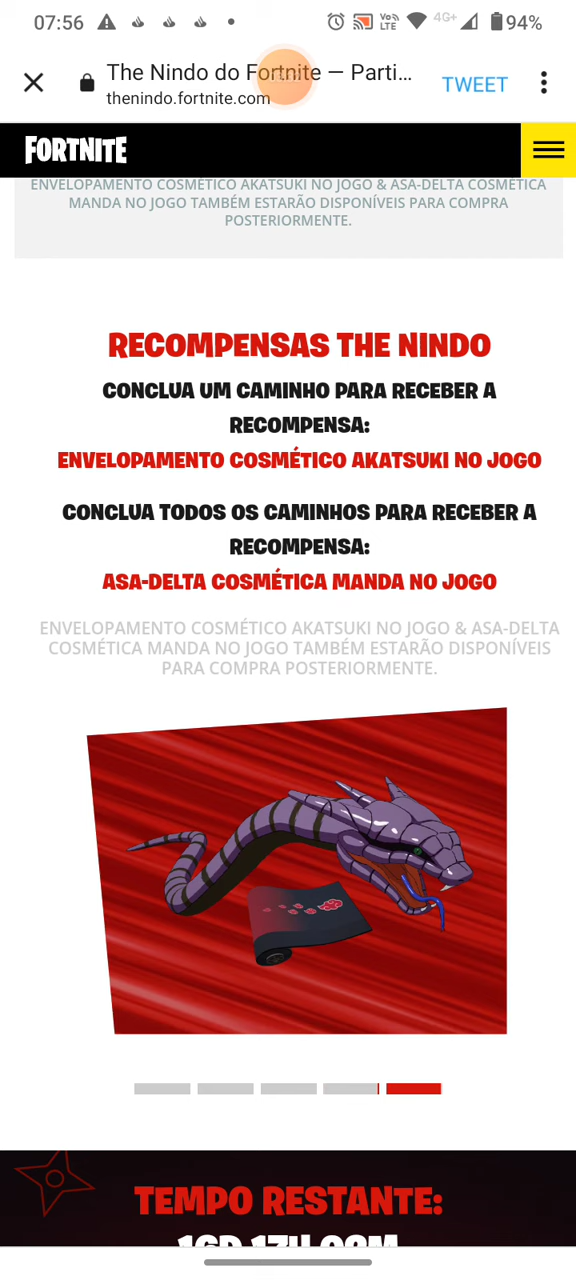 07:56
Vo))
LTE
4G+
94%
The Nindo do Fortnite — Parti...
thenindo.fortnite.com
TWEET
FORTNITE
ENVELOPAMENTO COSMÉTICO AKATSUKI NO JOGO & ASA-DELTA COSMÉTICA
MANDA NO JOGO TAMBÉM ESTARÃO DISPONÍVEIS PARA COMPRA
POSTERIORMENTE.
RECOMPENSAS THE NINDO
CONCLUA UM CAMINHO PARA RECEBER A
RECOMPENSA:
ENVELOPAMENTO COSMÉTICO AKATSUKI NO JOGO
CONCLUA TODOS OS CAMINHOS PARA RECEBER A
RECOMPENSA:
ASA-DELTA COSMÉTICA MANDA NO JOGO
ENVELOPAMENTO COSMÉTICO AKATSUKI NO JOGO & ASA-DELTA
COSMÉTICA MANDA NO JOGO TAMBÉM ESTARÃO DISPONÍVEIS
PARA COMPRA POSTERIORMENTE.
TEMPO RESTANTE: